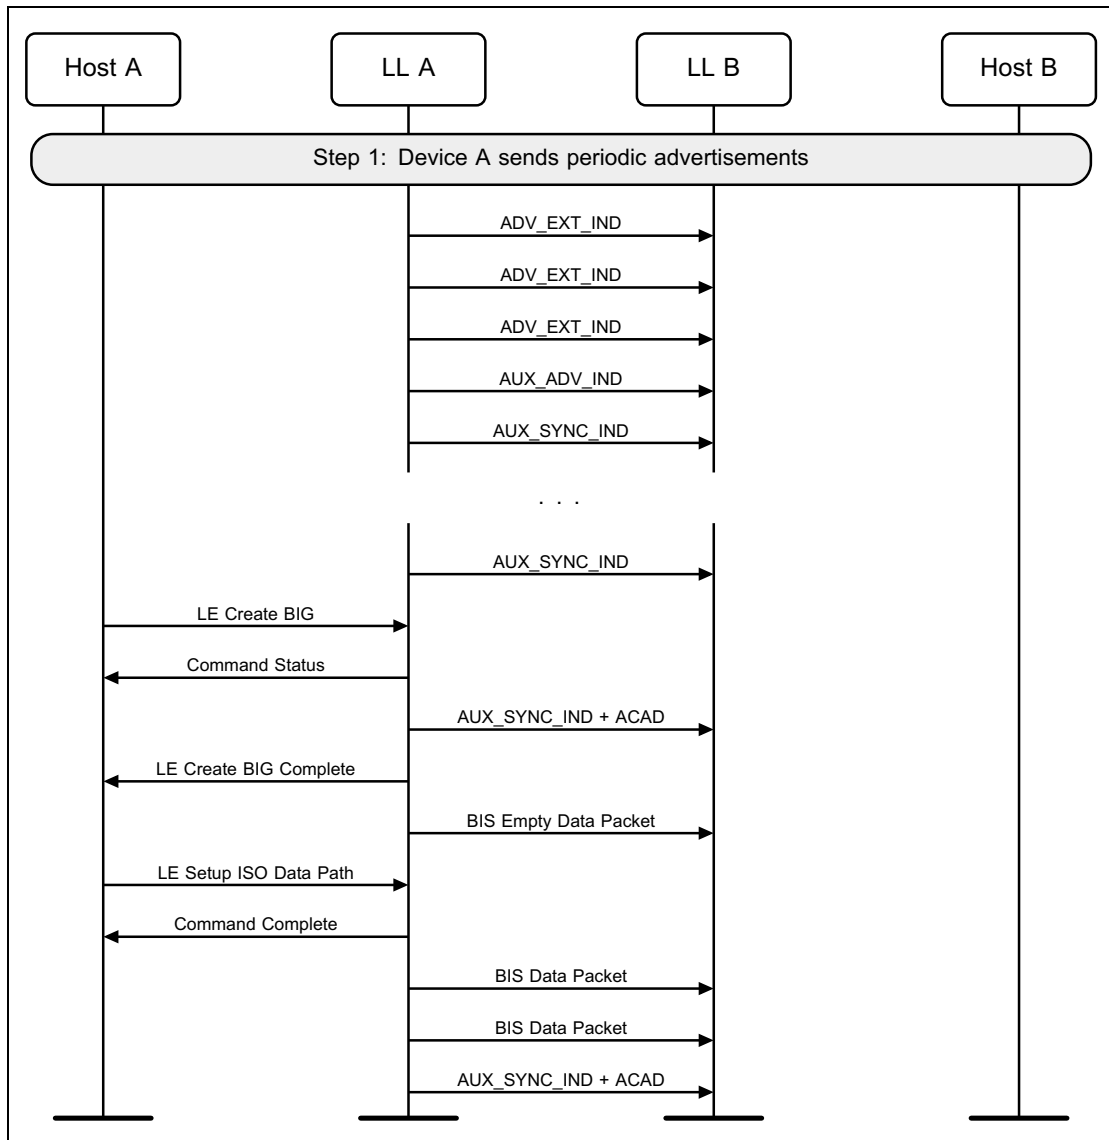 Host A
LL A
LL B
Host B
Step 1: Device A sends periodic advertisements
ADV_EXT_IND
ADV_EXT_IND
ADV_EXT_IND
AUX_ADV_IND
AUX_SYNC_IND
. . .
AUX_SYNC_IND
LE Create BIG
Command Status
AUX_SYNC_IND + ACAD
LE Create BIG Complete
BIS Empty Data Packet
LE Setup ISO Data Path
Command Complete
BIS Data Packet
BIS Data Packet
AUX_SYNC_IND + ACAD